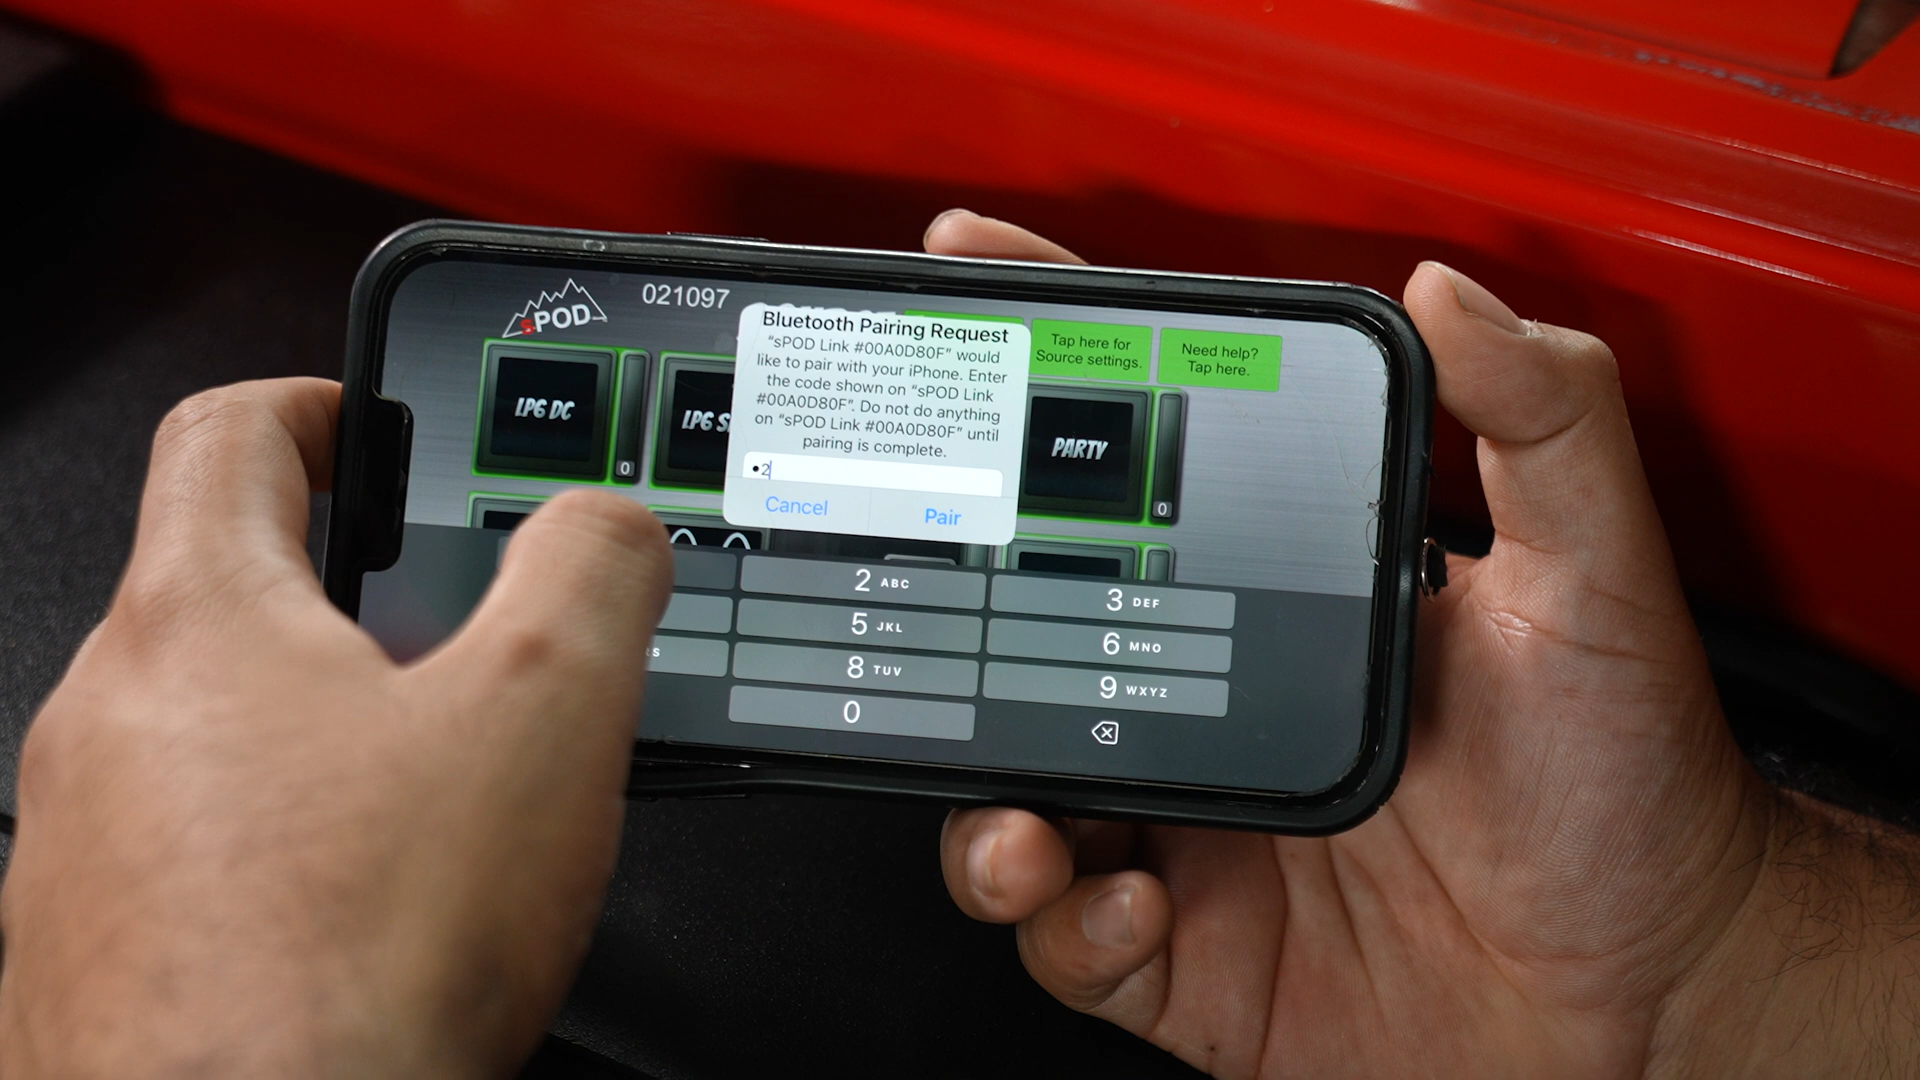 sPOD
021097
Bluetooth Pairing Request
“sPOD Link #00A0D80F” would
like to pair with your iPhone. Enter
the code shown on “sPOD Link
#00A0D80F”. Do not do anything
on “sPOD Link #00A0D80F” until
pairing is complete.
•2
Cancel
Pair
Tap here for
Source settings.
Need help?
Tap here.
LP6 DC
0
LP6 S
PARTY
0
2 ABC
3 DEF
5 JKL
6 MNO
8 TUV
9 WXYZ
0